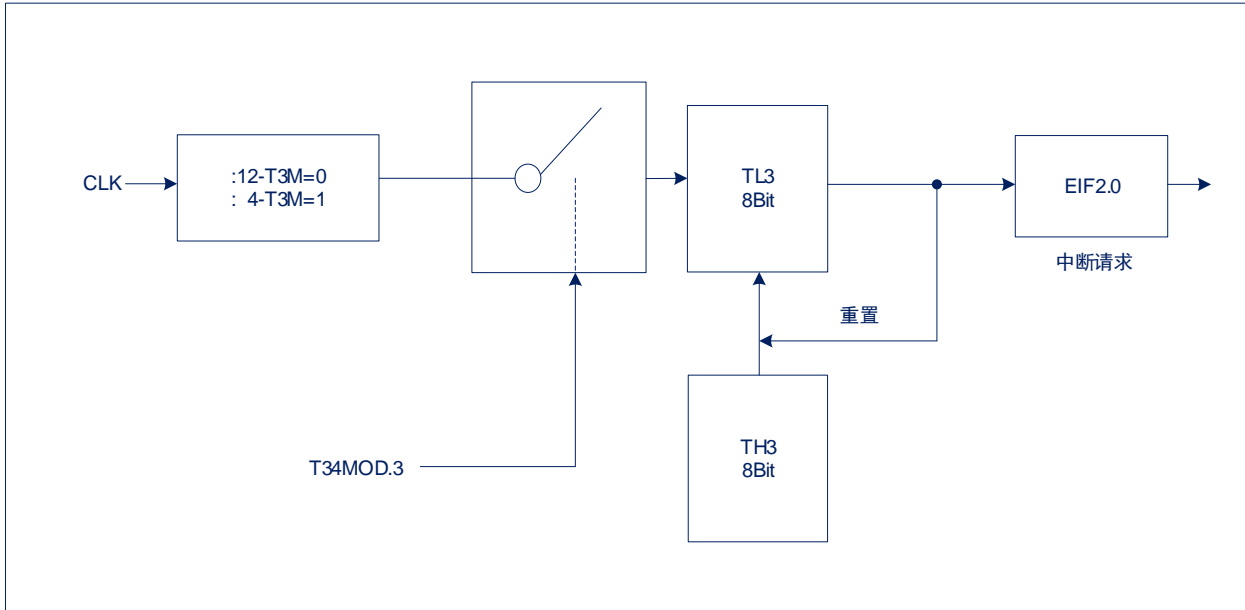 CLK
:12-T3M=0
: 4-T3M=1
TL3
8Bit
EIF2.0
中断请求
重置
TH3
8Bit
T34MOD.3